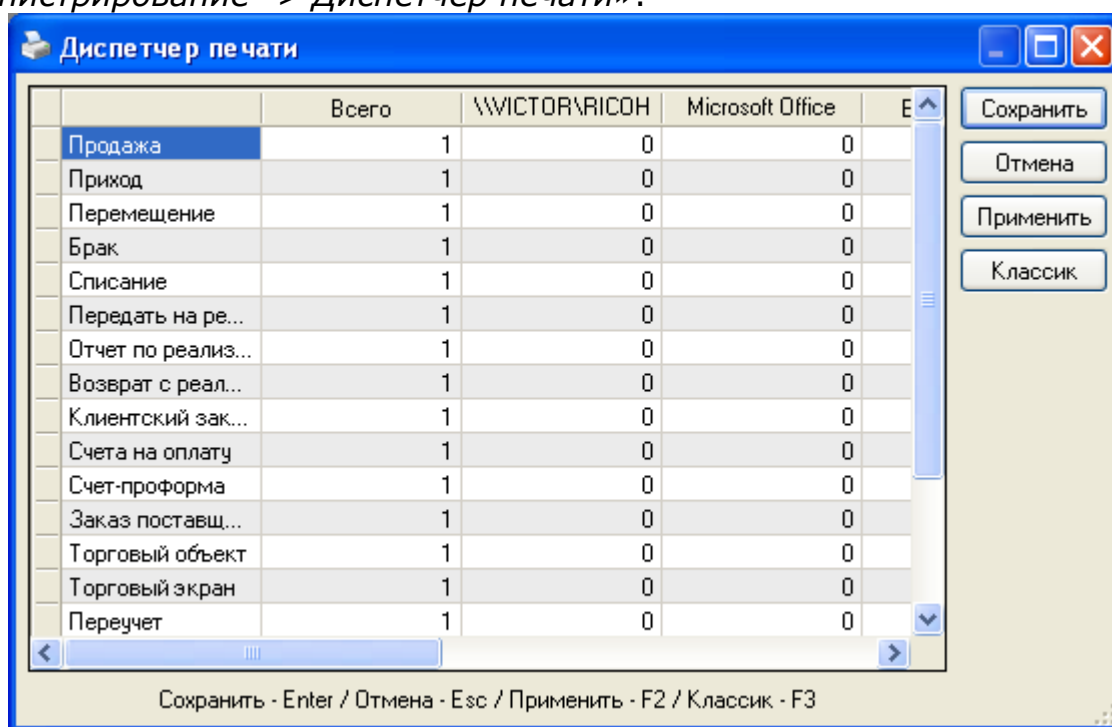 нистрирование -> Диспетчер печати».
Диспетчер печати
Всего \\VICTOR\RICOH Microsoft Office
Сохранить
Продажа 1 0 0
Отмена
Приход 1 0 0
Перемещение 1 0 0
Применить
Брак 1 0 0
Классик
Списание 1 0 0
Передать на ре... 1 0 0
Отчет по реализ... 1 0 0
Возврат с реал... 1 0 0
Клиентский зак... 1 0 0
Счета на оплату 1 0 0
Счет-проформа 1 0 0
Заказ поставщ... 1 0 0
Торговый объект 1 0 0
Торговый экран 1 0 0
Переучет 1 0 0
Сохранить - Enter / Отмена - Esc / Применить - F2 / Классик - F3